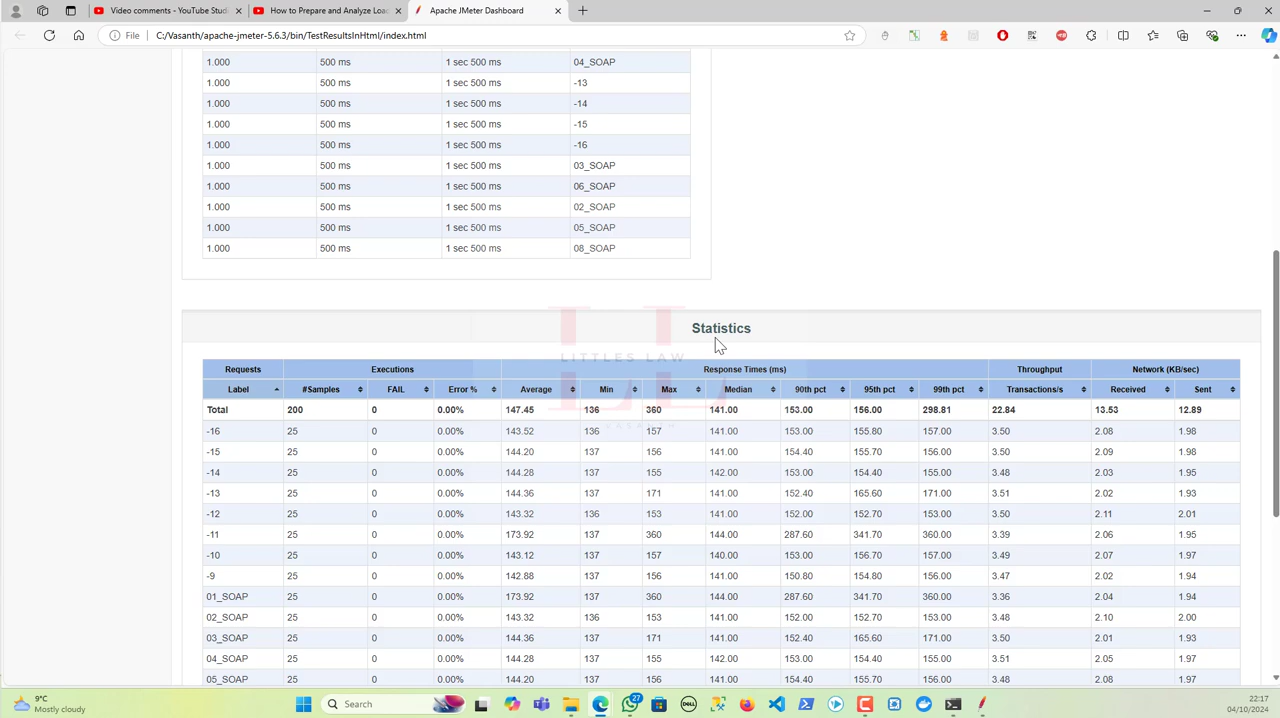 Video comments - YouTube Stud
How to Prepare and Analyze Loa
Apache JMeter Dashboard
File C:/Vasanth/apache-jmeter-5.6.3/bin/TestResultsInHtml/index.html
1.000 500 ms 1 sec 500 ms 04_SOAP
1.000 500 ms 1 sec 500 ms -13
1.000 500 ms 1 sec 500 ms -14
1.000 500 ms 1 sec 500 ms -15
1.000 500 ms 1 sec 500 ms -16
1.000 500 ms 1 sec 500 ms 03_SOAP
1.000 500 ms 1 sec 500 ms 06_SOAP
1.000 500 ms 1 sec 500 ms 02_SOAP
1.000 500 ms 1 sec 500 ms 05_SOAP
1.000 500 ms 1 sec 500 ms 08_SOAP
Statistics
LITTLES LAW
Requests Executions Response Times (ms) Throughput Network (KB/sec)
Label #Samples FAIL Error % Average Min Max Median 90th pct 95th pct 99th pct Transactions/s Received Sent
Total 200 0 0.00% 147.45 136 360 141.00 153.00 156.00 298.81 22.84 13.53 12.89
-16 25 0 0.00% 143.52 136 157 141.00 153.00 155.80 157.00 3.50 2.08 1.98
-15 25 0 0.00% 144.20 137 156 141.00 154.40 155.70 156.00 3.50 2.09 1.98
-14 25 0 0.00% 144.28 137 155 142.00 153.00 154.40 155.00 3.48 2.03 1.95
-13 25 0 0.00% 144.36 137 171 141.00 152.40 165.60 171.00 3.51 2.02 1.93
-12 25 0 0.00% 143.32 136 153 141.00 152.00 152.70 153.00 3.50 2.11 2.01
-11 25 0 0.00% 173.92 137 360 144.00 287.60 341.70 360.00 3.39 2.06 1.95
-10 25 0 0.00% 143.12 137 157 140.00 153.00 156.70 157.00 3.49 2.07 1.97
-9 25 0 0.00% 142.88 137 156 141.00 150.80 154.80 156.00 3.47 2.02 1.94
01_SOAP 25 0 0.00% 173.92 137 360 144.00 287.60 341.70 360.00 3.36 2.04 1.94
02_SOAP 25 0 0.00% 143.32 136 153 141.00 152.00 152.70 153.00 3.48 2.10 2.00
03_SOAP 25 0 0.00% 144.36 137 171 141.00 152.40 165.60 171.00 3.50 2.01 1.93
04_SOAP 25 0 0.00% 144.28 137 155 142.00 153.00 154.40 155.00 3.51 2.05 1.97
05_SOAP 25 0 0.00% 144.20 137 156 141.00 154.40 155.70 156.00 3.48 2.08 1.97
9°C
Mostly cloudy
Search
27
22:17
04/10/2024